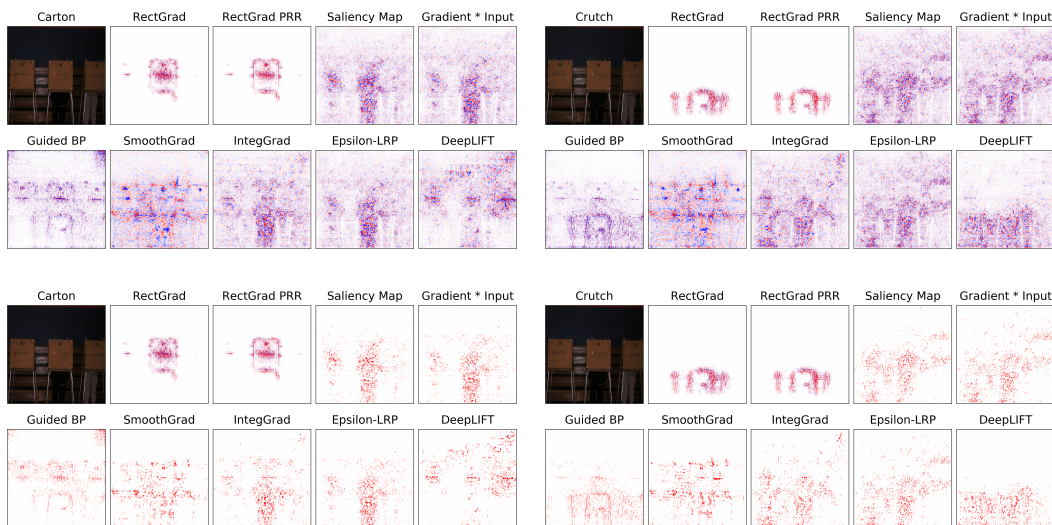 Carton RectGrad RectGrad PRR Saliency Map Gradient * Input
Guided BP SmoothGrad IntegGrad Epsilon-LRP DeepLIFT
Crutch RectGrad RectGrad PRR Saliency Map Gradient * Input
Guided BP SmoothGrad IntegGrad Epsilon-LRP DeepLIFT
Carton RectGrad RectGrad PRR Saliency Map Gradient * Input
Guided BP SmoothGrad IntegGrad Epsilon-LRP DeepLIFT
Crutch RectGrad RectGrad PRR Saliency Map Gradient * Input
Guided BP SmoothGrad IntegGrad Epsilon-LRP DeepLIFT